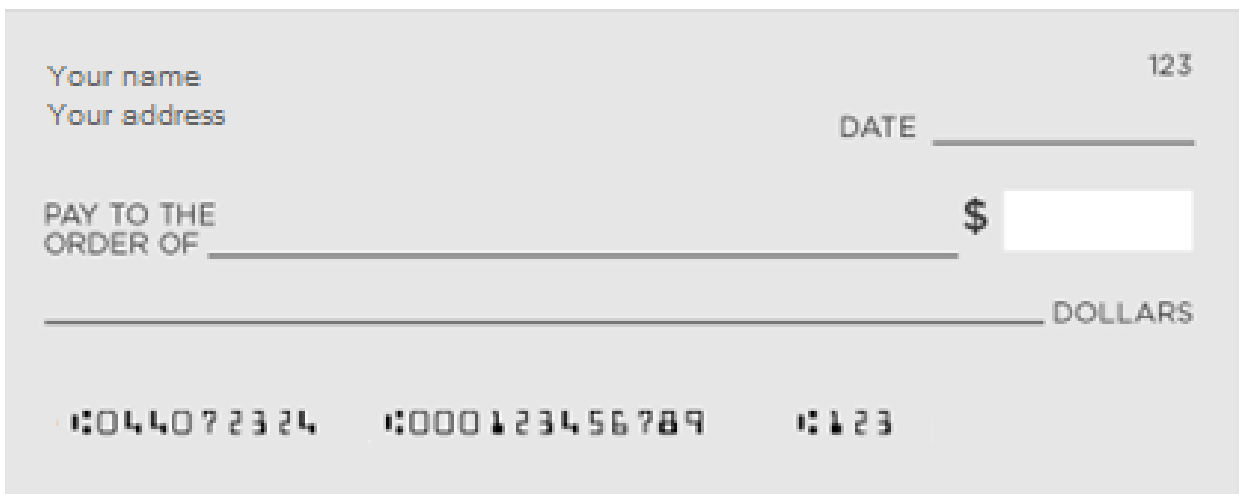 Your name
123
Your address
DATE
PAY TO THE
ORDER OF
$
DOLLARS
⑆044072324 ⑆000123456789 ⑆123